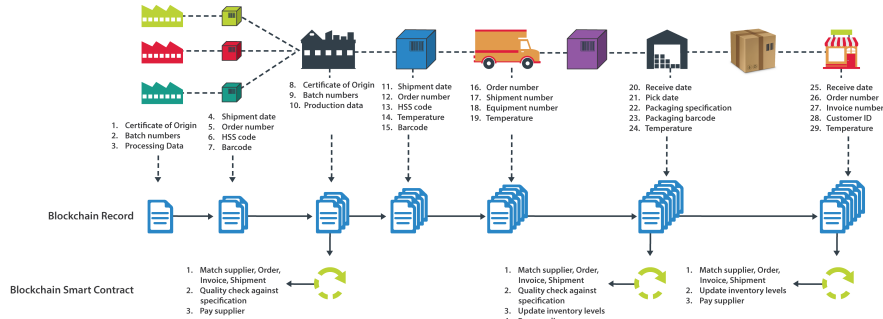 1. Certificate of Origin
2. Batch numbers
3. Processing Data
4. Shipment date
5. Order number
6. HSS code
7. Barcode
8. Certificate of Origin
9. Batch numbers
10. Production data
11. Shipment date
12. Order number
13. HSS code
14. Temperature
15. Barcode
16. Order number
17. Shipment number
18. Equipment number
19. Temperature
20. Receive date
21. Pick date
22. Packaging specification
23. Packaging barcode
24. Temperature
25. Receive date
26. Order number
27. Invoice number
28. Customer ID
29. Temperature
Blockchain Record
Blockchain Smart Contract
1. Match supplier, Order,
Invoice, Shipment
2. Quality check against
specification
3. Pay supplier
1. Match supplier, Order,
Invoice, Shipment
2. Quality check against
specification
3. Update inventory levels
1. Match supplier, Order,
Invoice, Shipment
2. Update inventory levels
3. Pay supplier